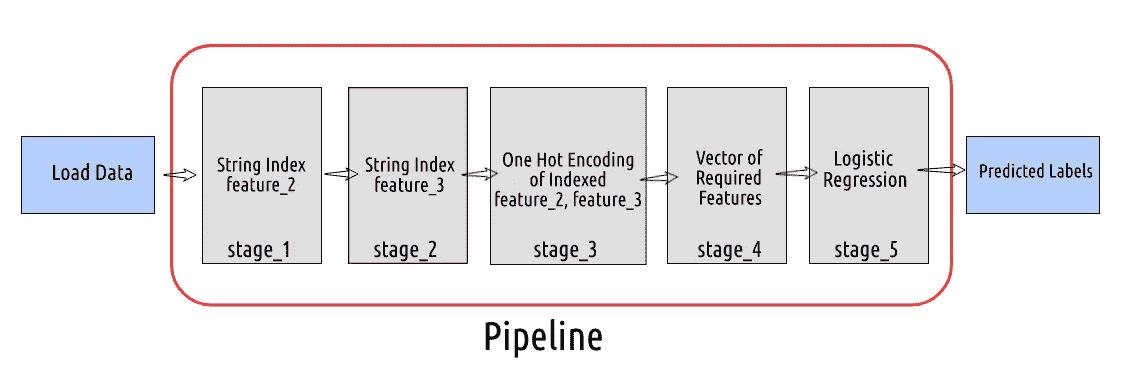 Load Data
String Index
feature_2
stage_1
String Index
feature_3
stage_2
One Hot Encoding
of Indexed
feature_2, feature_3
stage_3
Vector of
Required
Features
stage_4
Logistic
Regression
stage_5
Predicted Labels
Pipeline